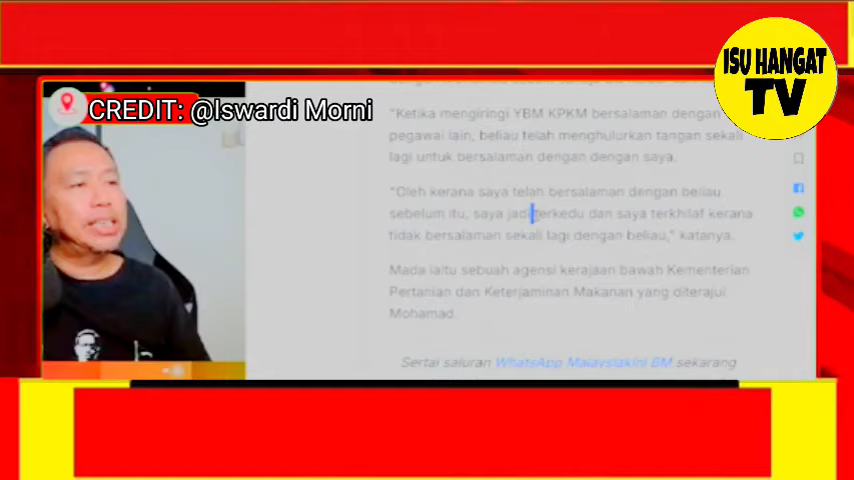 ISU HANGAT
TV
CREDIT: @Iswardi Morni
"Ketika mengiringi YBM KPKM bersalaman dengan
pegawai lain, beliau telah menghulurkan tangan sekali
lagi untuk bersalaman dengan dengan saya.
"Oleh kerana saya telah bersalaman dengan beliau
sebelum itu, saya jadi terkedu dan saya terkhilaf kerana
tidak bersalaman sekali lagi dengan beliau," katanya.
Mada ialtu sebuah agensi kerajaan bawah Kementerian
Pertanian dan Keterjaminan Makanan yang diterajui
Mohamad.
Sertai saluran WhatsApp Malaysiakini BM sekarang